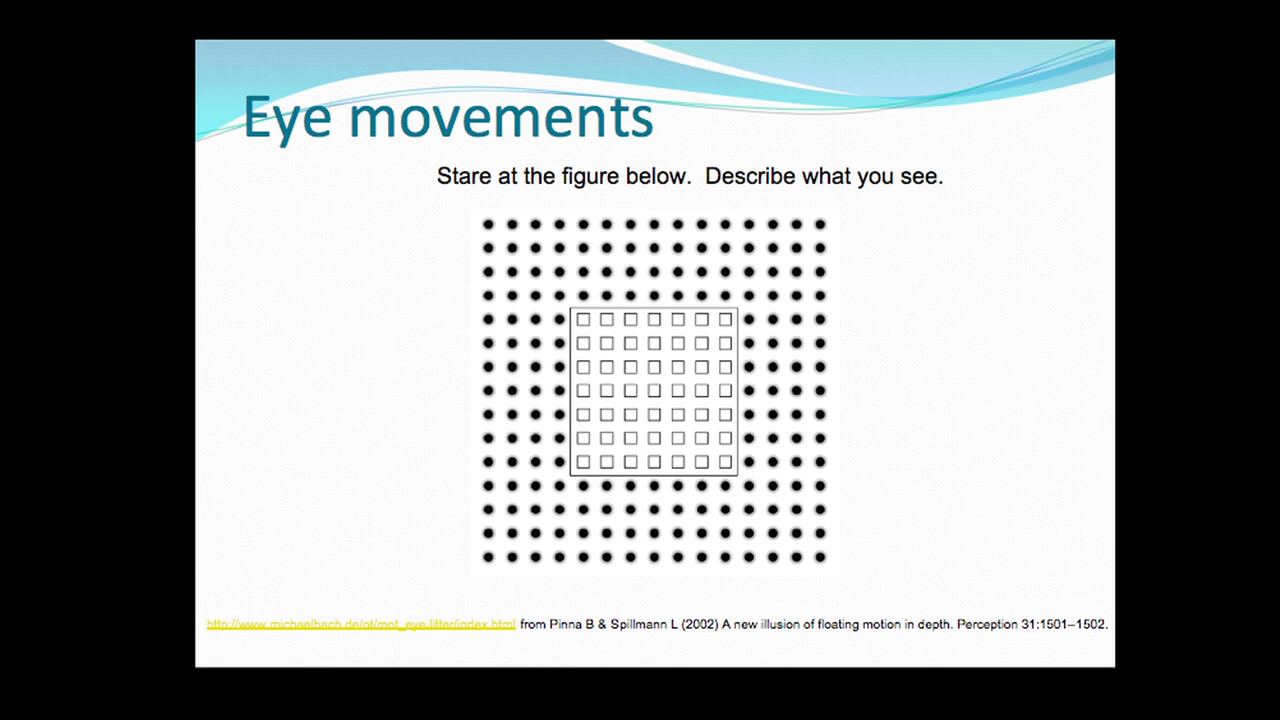 Eye movements
Stare at the figure below.  Describe what you see.
http://www.michaelbach.de/ot/mot_eyeJitter/index.html from Pinna B & Spillmann L (2002) A new illusion of floating motion in depth. Perception 31:1501–1502.